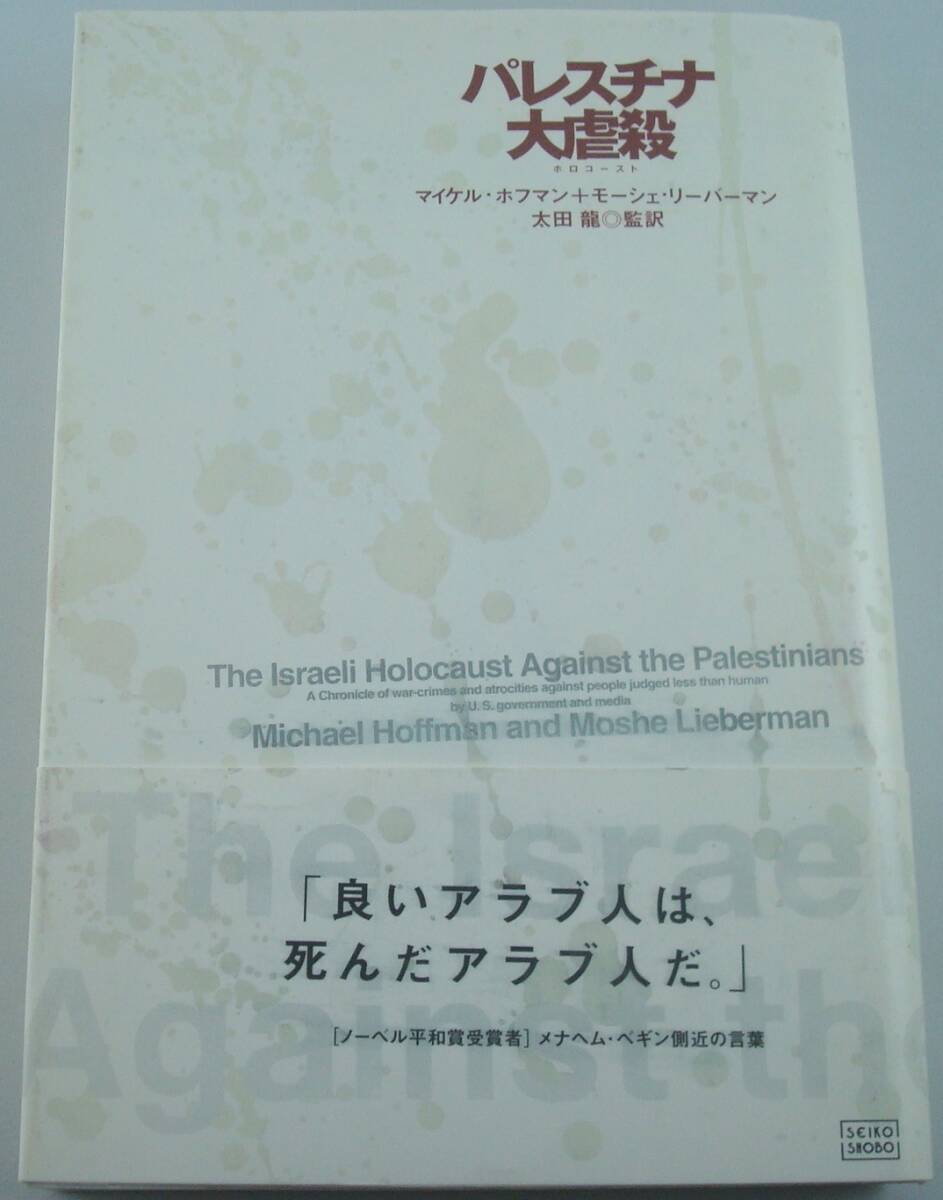 パレスチナ
大虐殺
ホロコースト
マイケル・ホフマン＋モーシェ・リーバーマン
太田 龍◎監訳
The Israeli Holocaust Against the Palestinians
A Chronicle of war-crimes and atrocities against people judged less than human
by U. S. government and media
Michael Hoffman and Moshe Lieberman
The Israel
Against the
「良いアラブ人は、
死んだアラブ人だ。」
［ノーベル平和賞受賞者］メナヘム・ベギン側近の言葉
SEIKO
SHOBO